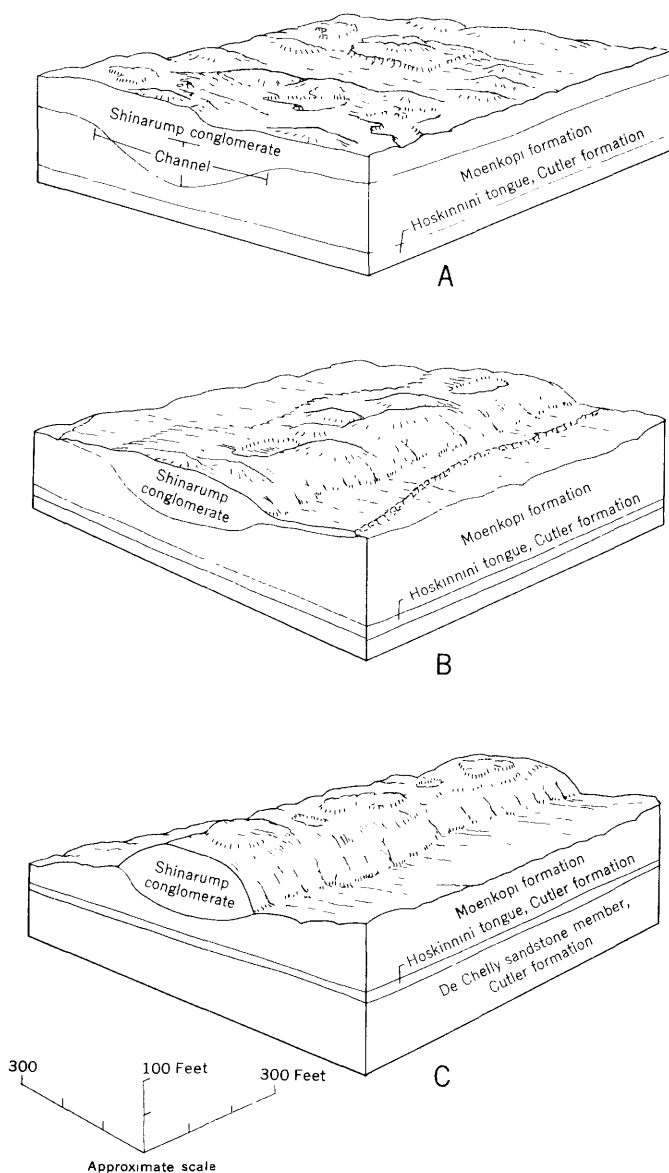 Shinarump conglomerate
Channel
Moenkopi formation
Hoskinnini tongue, Cutler formation
A
Shinarump
conglomerate
Moenkopi formation
Hoskinnini tongue, Cutler formation
B
Shinarump
conglomerate
Moenkopi formation
Hoskinnini tongue, Cutler formation
De Chelly sandstone member,
Cutler formation
C
300
100 Feet
300 Feet
Approximate scale